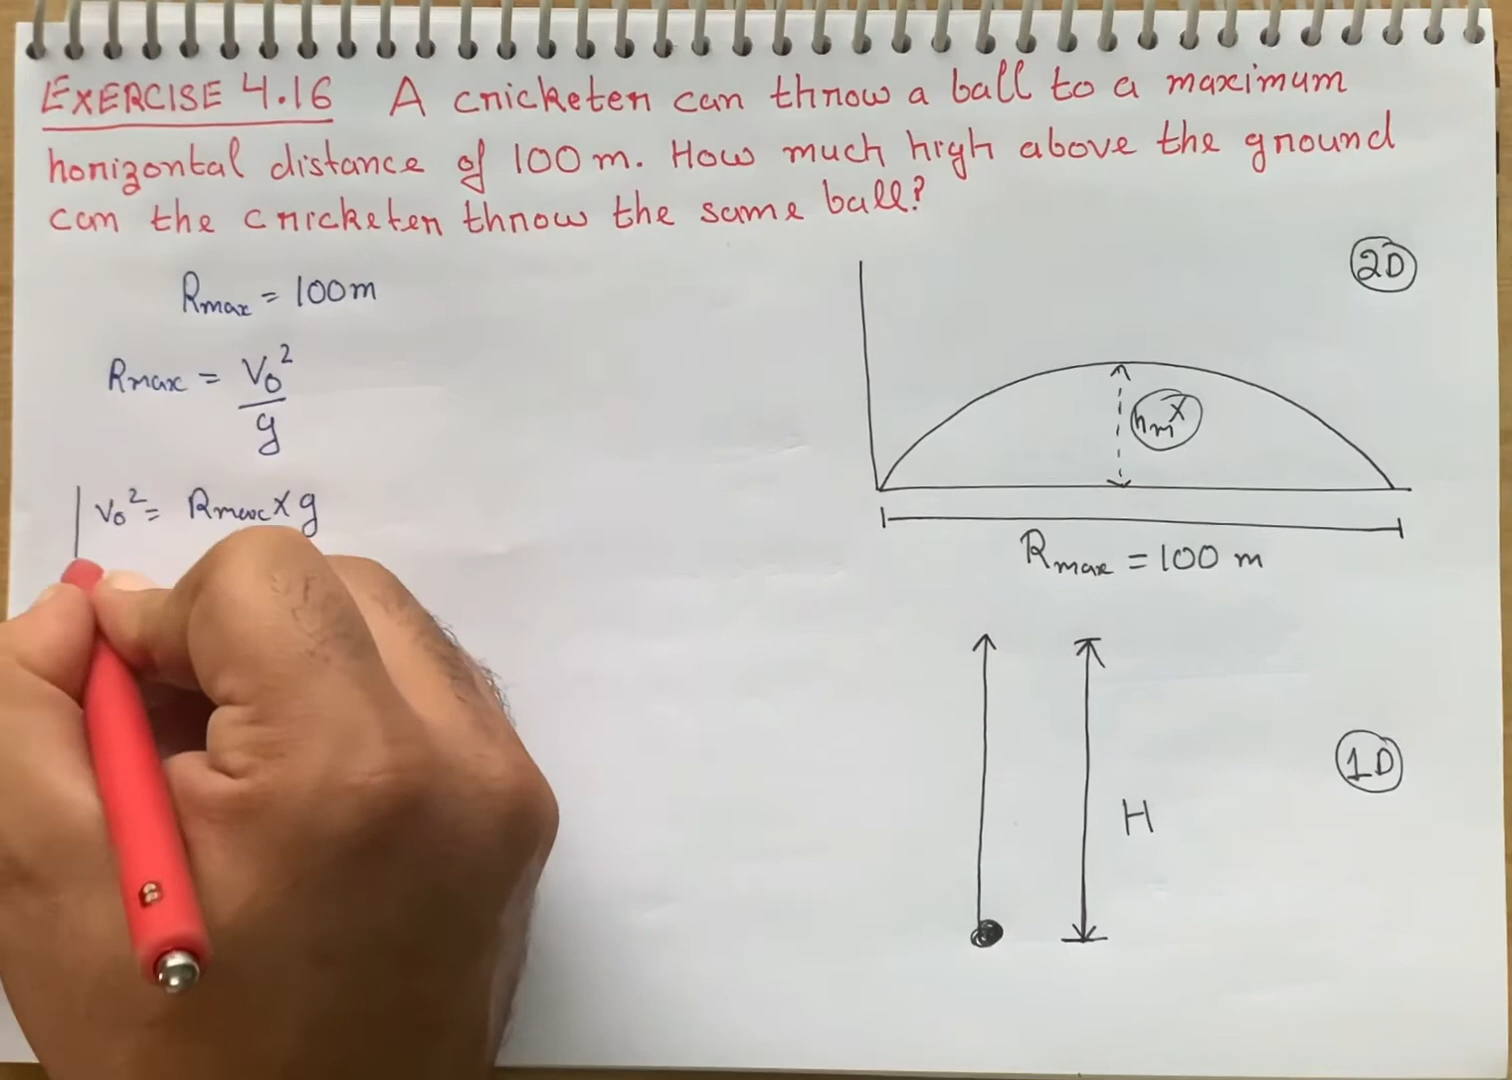 EXERCISE 4.16 A cricketer can throw a ball to a maximum
horizontal distance of 100 m. How much high above the ground
can the cricketer throw the same ball?
Rmax = 100m
Rmax = V₀²/g
V₀² = Rmax × g
2D
hm X
Rmax = 100 m
H
1D